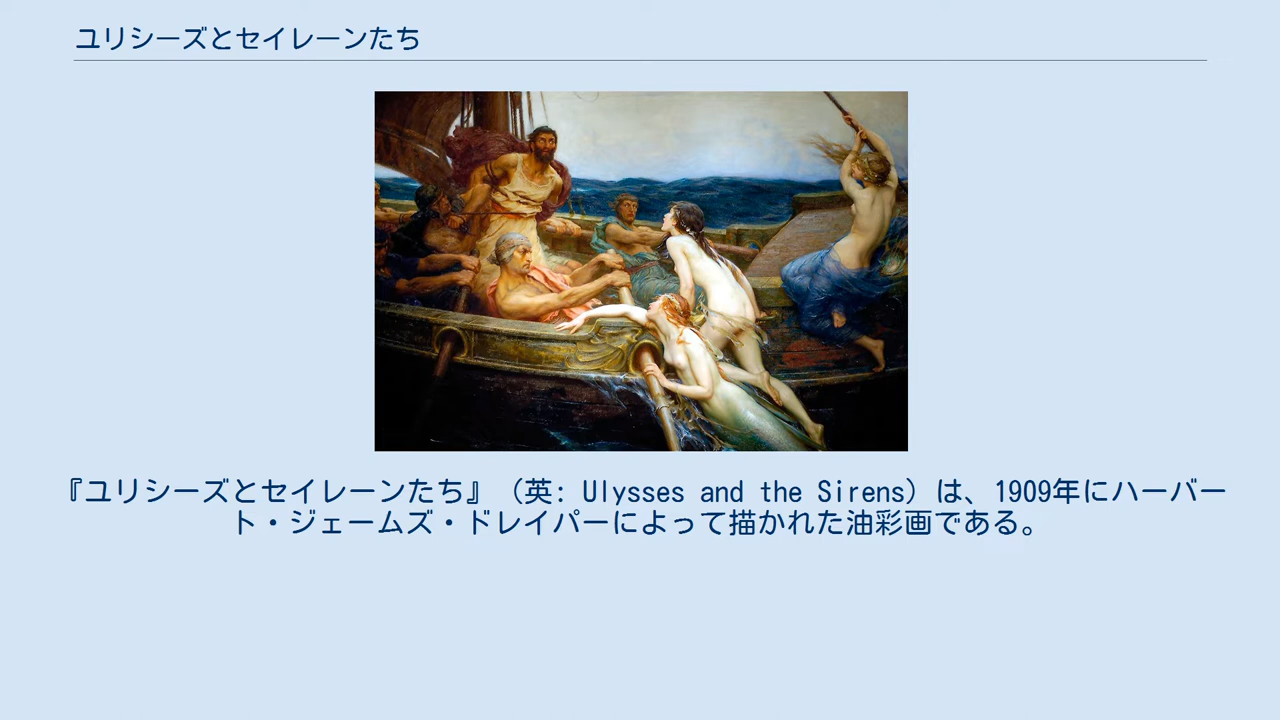 ユリシーズとセイレーンたち
『ユリシーズとセイレーンたち』（英: Ulysses and the Sirens）は、1909年にハーバー
ト・ジェームズ・ドレイパーによって描かれた油彩画である。